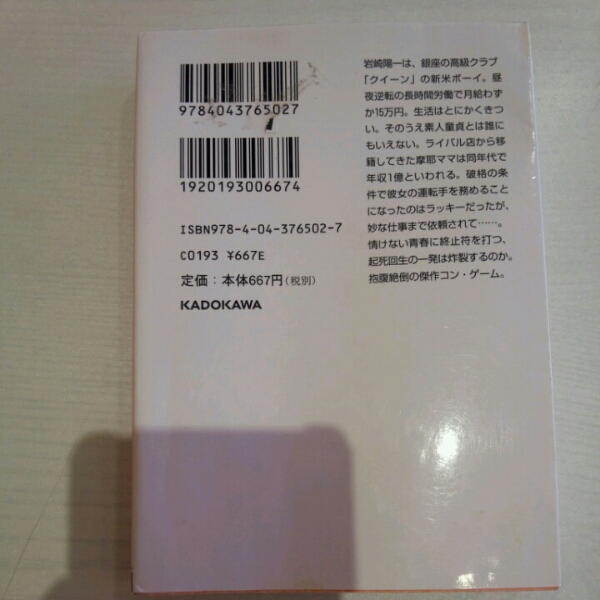 9784043765027
1920193006674
ISBN978-4-04-376502-7
C0193 ¥667E
定価：本体667円（税別）
KADOKAWA
岩崎陽一は、銀座の高級クラブ
「クイーン」の新米ボーイ。昼
夜逆転の長時間労働で月給わず
か15万円。生活はとにかくきつ
い。そのうえ素人童貞とは誰に
もいえない。ライバル店から移
籍してきた摩耶ママは同年代で
年収1億といわれる。破格の条
件で彼女の運転手を務めること
になったのはラッキーだったが、
妙な仕事まで依頼されて……。
情けない青春に終止符を打つ、
起死回生の一発は炸裂するのか。
抱腹絶倒の傑作コン・ゲーム。